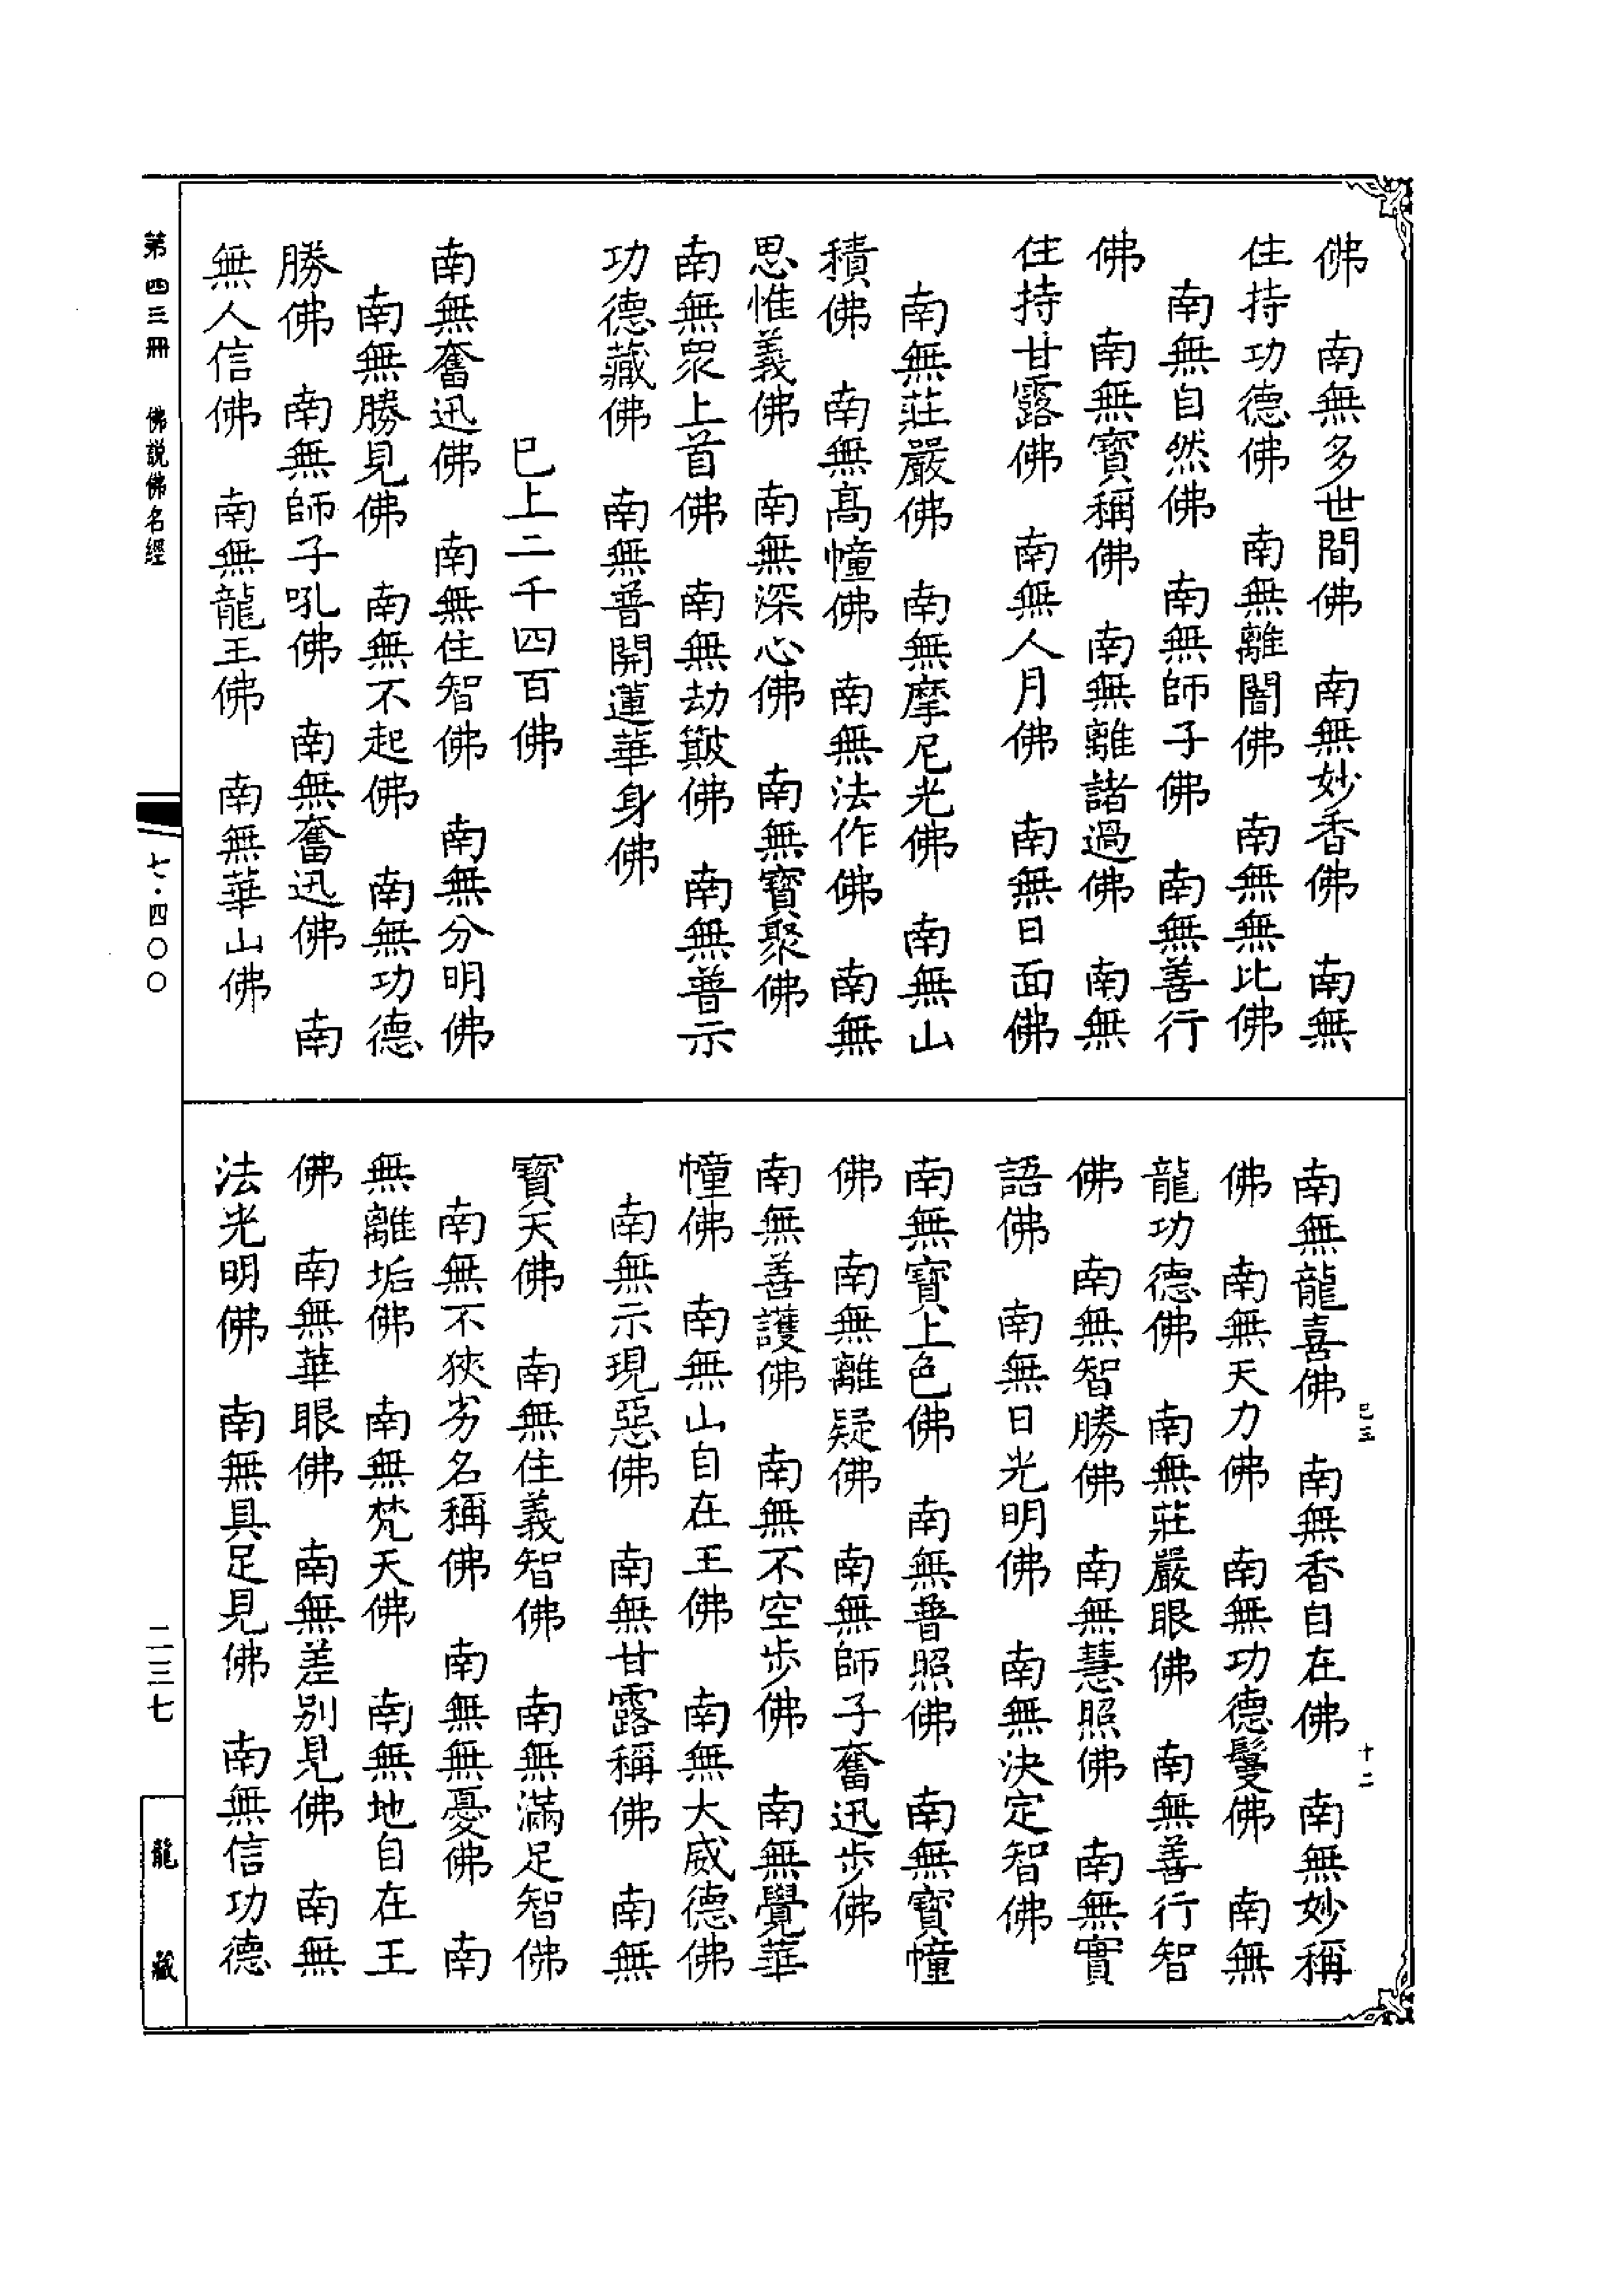 佛　南無多世間佛　南無妙香佛　南無
住持功德佛　南無離闇佛　南無無比佛
南無自然佛　南無師子佛　南無善行
佛　南無寶稱佛　南無離諸過佛　南無
住持甘露佛　南無人月佛　南無日面佛
南無莊嚴佛　南無摩尼光佛　南無山
積佛　南無高幢佛　南無法作佛　南無
思惟義佛　南無深心佛　南無寶聚佛
南無眾上首佛　南無劫簸佛　南無普示
功德藏佛　南無普開蓮華身佛
已上二千四百佛
南無奮迅佛　南無住智佛　南無分明佛
南無勝見佛　南無不起佛　南無功德
勝佛　南無師子吼佛　南無奮迅佛　南
無人信佛　南無龍王佛　南無華山佛
南無龍喜佛　南無香自在佛　南無妙稱
佛　南無天力佛　南無功德鬘佛　南無
龍功德佛　南無莊嚴眼佛　南無善行智
佛　南無智勝佛　南無慧照佛　南無實
語佛　南無日光明佛　南無決定智佛
南無寶上色佛　南無普照佛　南無寶幢
佛　南無離疑佛　南無師子奮迅步佛
南無善護佛　南無不空步佛　南無覺華
幢佛　南無山自在王佛　南無大威德佛
南無示現惡佛　南無甘露稱佛　南無
寶天佛　南無住義智佛　南無滿足智佛
南無不狹劣名稱佛　南無無憂佛　南
無離垢佛　南無梵天佛　南無地自在王
佛　南無華眼佛　南無差別見佛　南無
法光明佛　南無具足見佛　南無信功德
巳三　十二
第四三冊　佛説佛名經
七·四〇〇
二三七
龍藏